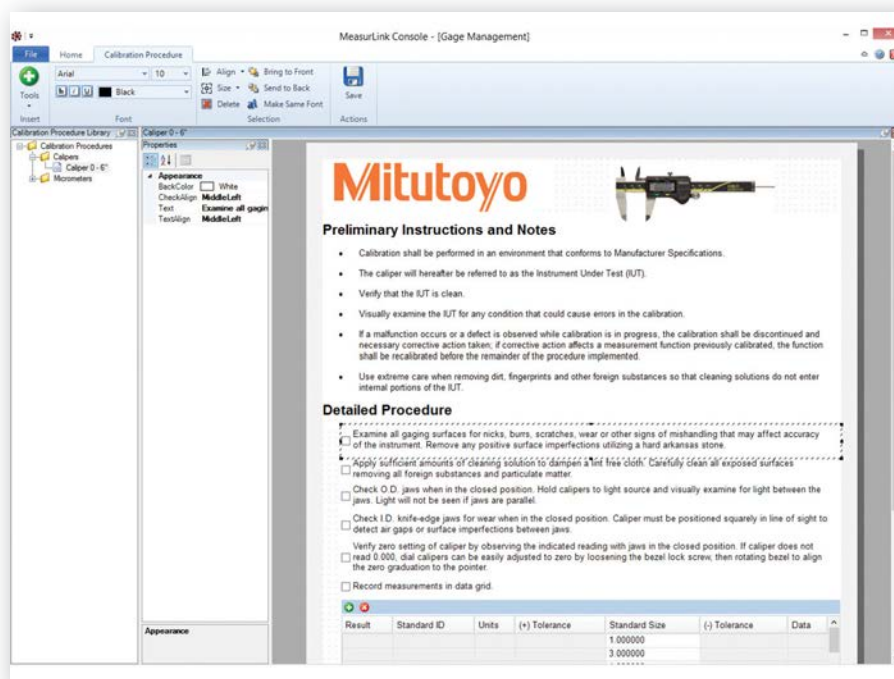 MeasurLink Console - [Gage Management]
File Home Calibration Procedure
Arial 10 Align Bring to Front
Tools b i U Black Size Send to Back Save
Delete Make Same Font
Insert Font Selection Actions
Calibration Procedure Library
Calibration Procedures
Calipers
Caliper 0 - 6"
Micrometers
Caliper 0 - 6"
Properties
Appearance
BackColor White
CheckAlign MiddleLeft
Text Examine all gagin
TextAlign MiddleLeft
Appearance
Mitutoyo
Preliminary Instructions and Notes
• Calibration shall be performed in an environment that conforms to Manufacturer Specifications.
• The caliper will hereafter be referred to as the Instrument Under Test (IUT).
• Verify that the IUT is clean.
• Visually examine the IUT for any condition that could cause errors in the calibration.
• If a malfunction occurs or a defect is observed while calibration is in progress, the calibration shall be discontinued and
necessary corrective action taken; if corrective action affects a measurement function previously calibrated, the function
shall be recalibrated before the remainder of the procedure implemented.
• Use extreme care when removing dirt, fingerprints and other foreign substances so that cleaning solutions do not enter
internal portions of the IUT.
Detailed Procedure
Examine all gaging surfaces for nicks, burrs, scratches, wear or other signs of mishandling that may affect accuracy
of the instrument. Remove any positive surface imperfections utilizing a hard arkansas stone.
Apply sufficient amounts of cleaning solution to dampen a lint free cloth. Carefully clean all exposed surfaces
removing all foreign substances and particulate matter.
Check O.D. jaws when in the closed position. Hold calipers to light source and visually examine for light between the
jaws. Light will not be seen if jaws are parallel.
Check I.D. knife-edge jaws for wear when in the closed position. Caliper must be positioned squarely in line of sight to
detect air gaps or surface imperfections between jaws.
Verify zero setting of caliper by observing the indicated reading with jaws in the closed position. If caliper does not
read 0.000, dial calipers can be easily adjusted to zero by loosening the bezel lock screw, then rotating bezel to align
the zero graduation to the pointer.
Record measurements in data grid.
Result Standard ID Units (+) Tolerance Standard Size (-) Tolerance Data
1.000000
3.000000